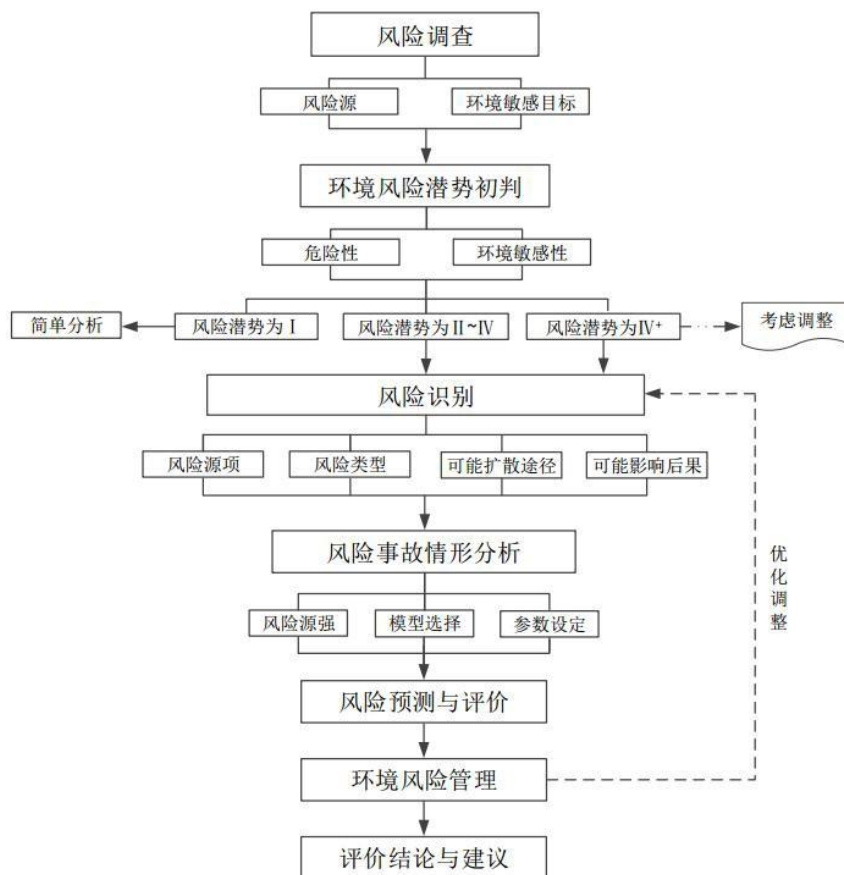 风险调查
风险源
环境敏感目标
环境风险潜势初判
危险性
环境敏感性
简单分析
风险潜势为Ⅰ
风险潜势为Ⅱ~Ⅳ
风险潜势为Ⅳ⁺
考虑调整
风险识别
风险源项
风险类型
可能扩散途径
可能影响后果
风险事故情形分析
优化调整
风险源强
模型选择
参数设定
风险预测与评价
环境风险管理
评价结论与建议